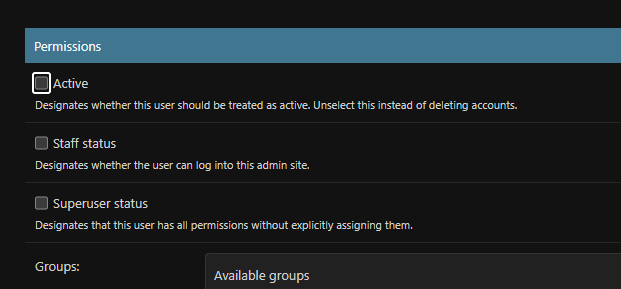 Permissions
Active
Designates whether this user should be treated as active. Unselect this instead of deleting accounts.
Staff status
Designates whether the user can log into this admin site.
Superuser status
Designates that this user has all permissions without explicitly assigning them.
Groups:
Available groups